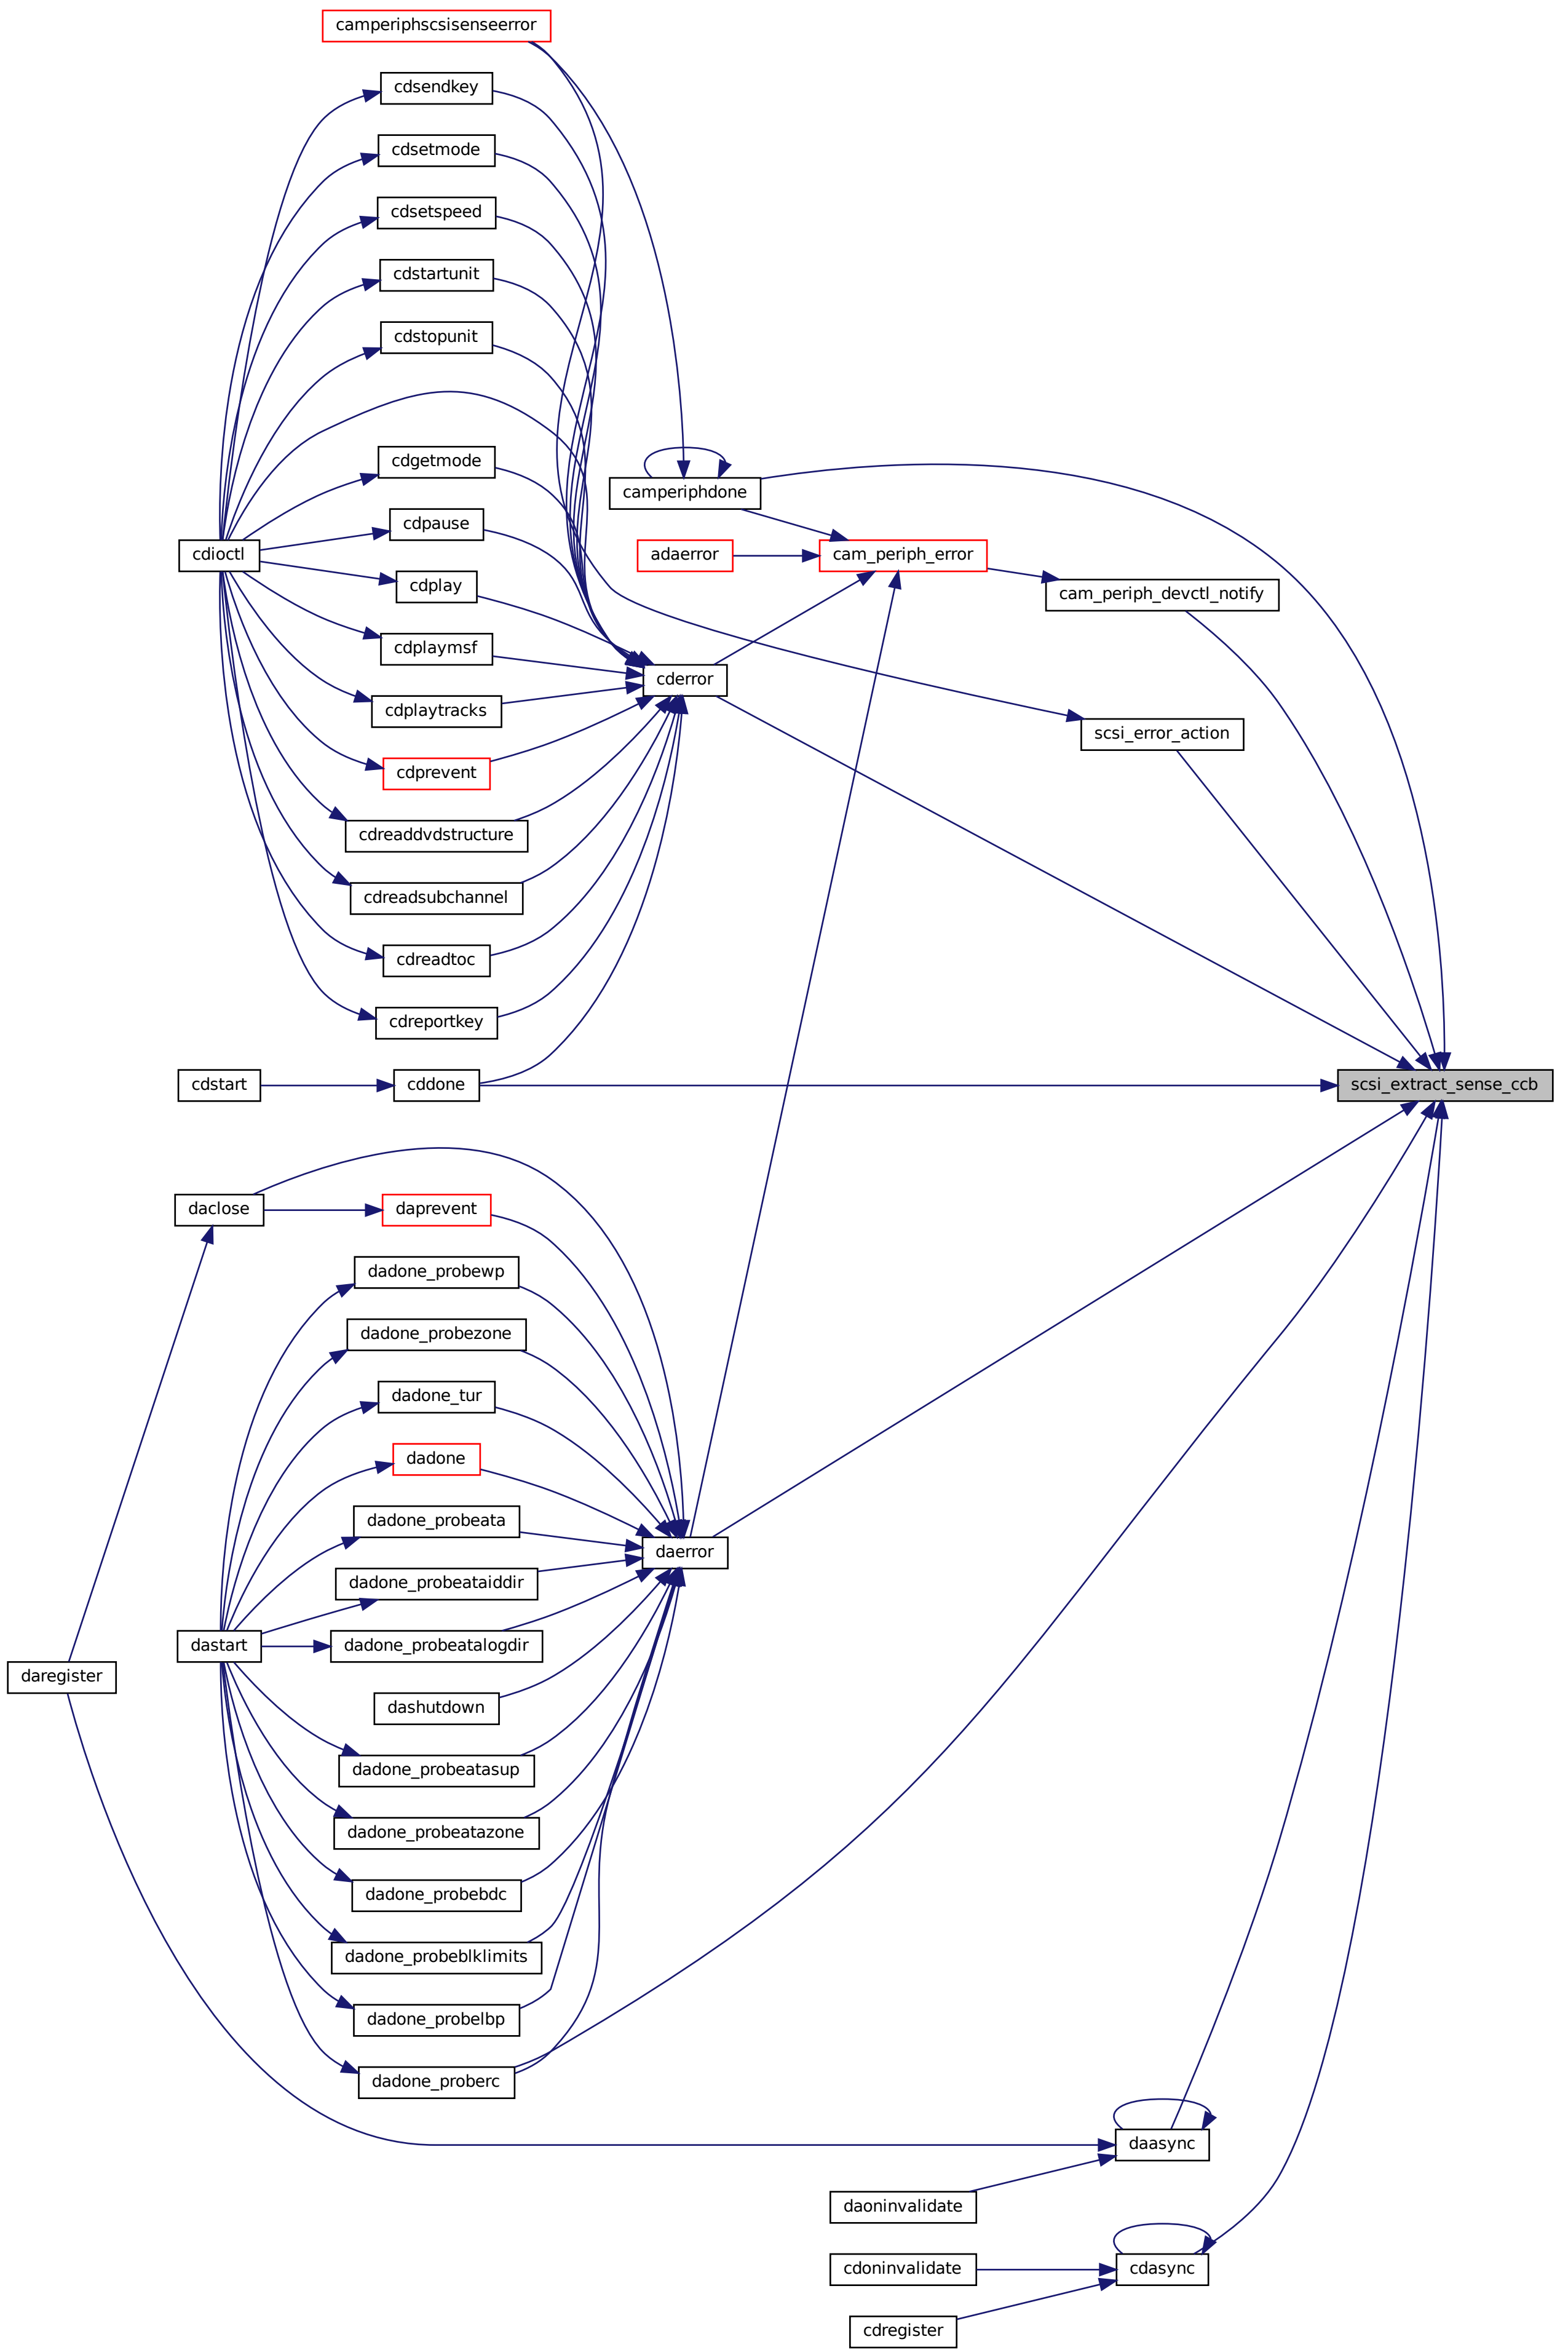 camperiphscsisenseerror
cdsendkey
cdsetmode
cdsetspeed
cdstartunit
cdstopunit
cdgetmode
camperiphdone
cdpause
cdioctl
adaerror
cam_periph_error
cdplay
cam_periph_devctl_notify
cdplaymsf
cderror
cdplaytracks
scsi_error_action
cdprevent
cdreaddvdstructure
cdreadsubchannel
cdreadtoc
cdreportkey
cdstart
cddone
scsi_extract_sense_ccb
daclose
daprevent
dadone_probewp
dadone_probezone
dadone_tur
dadone
dadone_probeata
daerror
dadone_probeataiddir
dastart
dadone_probeatalogdir
daregister
dashutdown
dadone_probeatasup
dadone_probeatazone
dadone_probebdc
dadone_probeblklimits
dadone_probelbp
dadone_proberc
daasync
daoninvalidate
cdoninvalidate
cdasync
cdregister